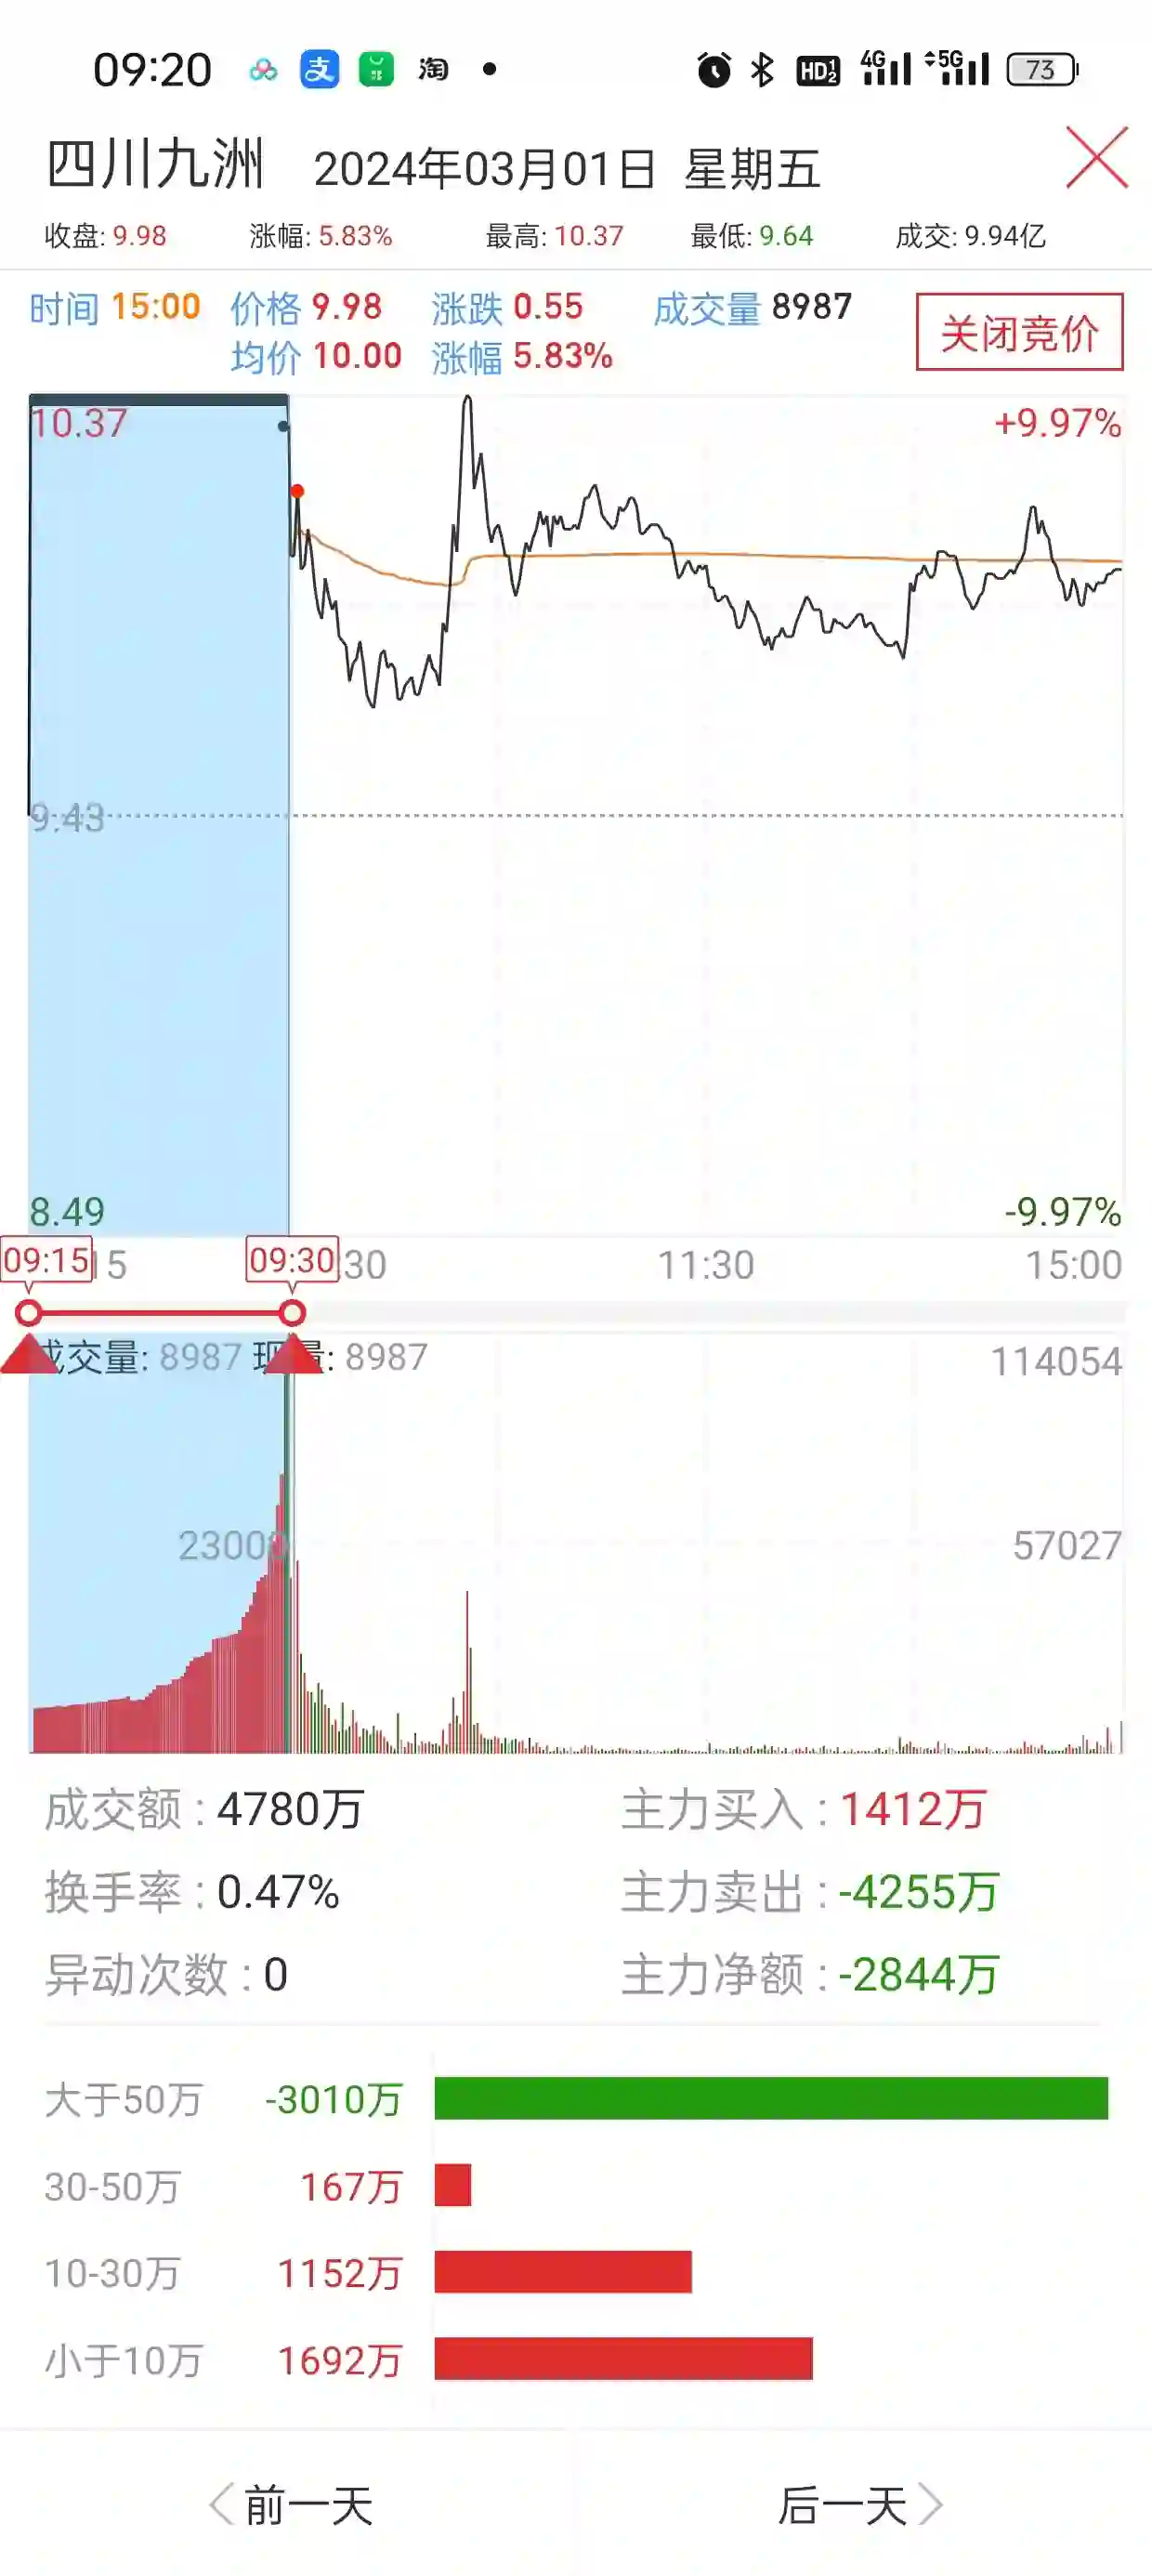 09:20 支 淘 HD 1 2 4G 5G 73
四川九洲 2024年03月01日 星期五
收盘: 9.98 涨幅: 5.83% 最高: 10.37 最低: 9.64 成交: 9.94亿
时间 15:00 价格 9.98 涨跌 0.55 成交量 8987
均价 10.00 涨幅 5.83%
关闭竞价
10.37 +9.97%
9.43
8.49 -9.97%
09:15 15 09:30 30 11:30 15:00
成交量: 8987 现量: 8987 114054
23000 57027
成交额 : 4780万 主力买入 : 1412万
换手率 : 0.47% 主力卖出 : -4255万
异动次数 : 0 主力净额 : -2844万
大于50万 -3010万
30-50万 167万
10-30万 1152万
小于10万 1692万
前一天 后一天